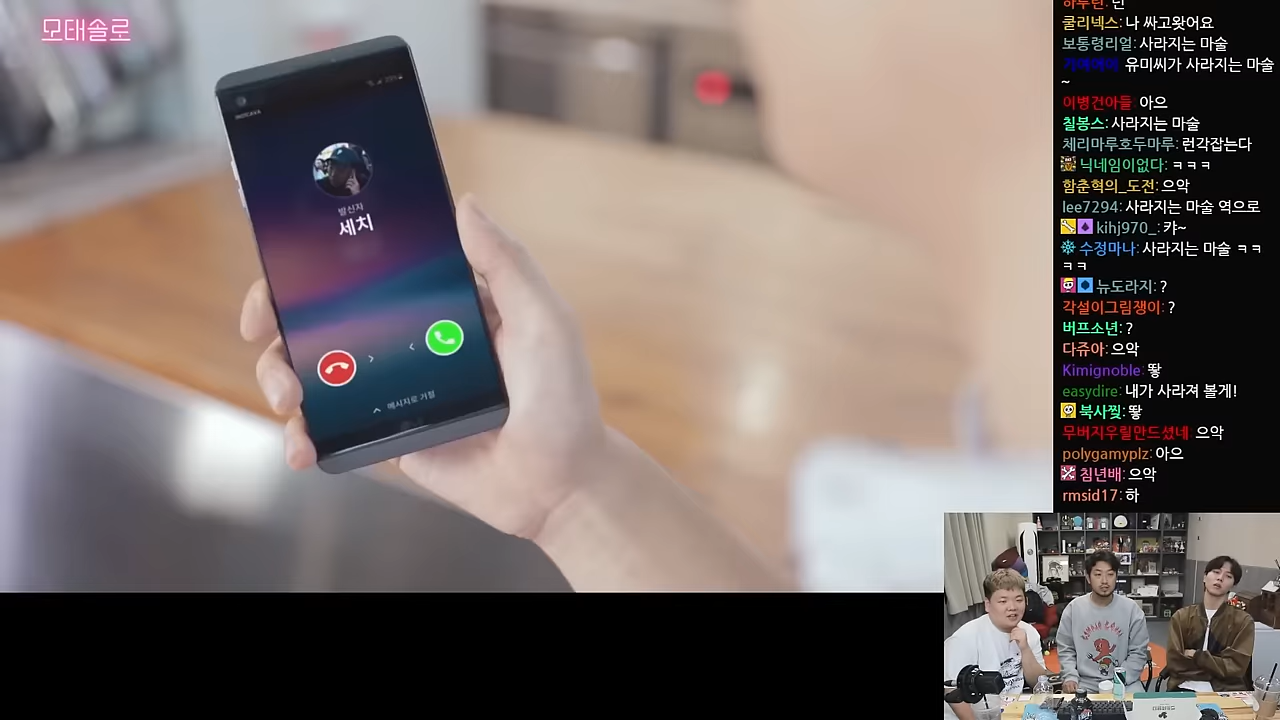 모태솔로
발신자
세치
메시지로 거절
쿨리넥스: 나 싸고왓어요
보통령리얼: 사라지는 마술
유미씨가 사라지는 마술
~
이병건아들: 아으
칠봉스: 사라지는 마술
체리마루호두마루: 런각잡는다
닉네임이없다: ㅋㅋㅋ
함춘혁의_도전: 으악
lee7294: 사라지는 마술 역으로
kihj970_: 캬~
수정마나: 사라지는 마술 ㅋㅋ
ㅋㅋ
뉴도라지: ?
각설이그림쟁이: ?
버프소년: ?
다쥬아: 으악
Kimignoble: 뙇
easydire: 내가 사라져 볼게!
북사찢: 뚷
무버지우릴만드셨네: 으악
polygamyplz: 아으
침년배: 으악
rmsid17: 하